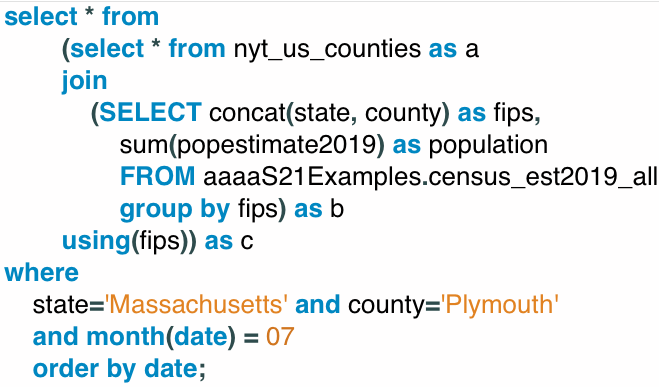 select * from
(select * from nyt_us_counties as a
join
(SELECT concat(state, county) as fips,
sum(popestimate2019) as population
FROM aaaaS21Examples.census_est2019_all
group by fips) as b
using(fips)) as c
where
state='Massachusetts' and county='Plymouth'
and month(date) = 07
order by date;